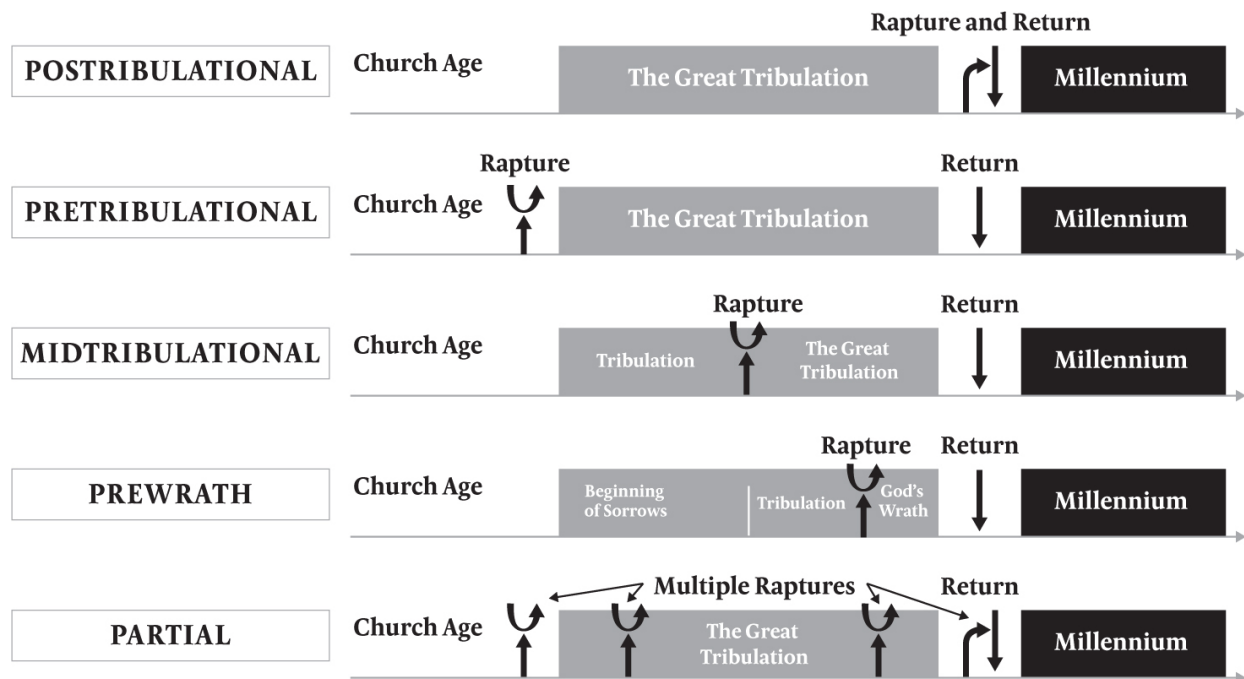 Rapture and Return
POSTRIBULATIONAL
Church Age
The Great Tribulation
Millennium
Rapture
Return
PRETRIBULATIONAL
Church Age
The Great Tribulation
Millennium
Rapture
Return
MIDTRIBULATIONAL
Church Age
Tribulation
The Great
Tribulation
Millennium
Rapture
Return
PREWRATH
Church Age
Beginning
of Sorrows
Tribulation
God's
Wrath
Millennium
Multiple Raptures
Return
PARTIAL
Church Age
The Great
Tribulation
Millennium